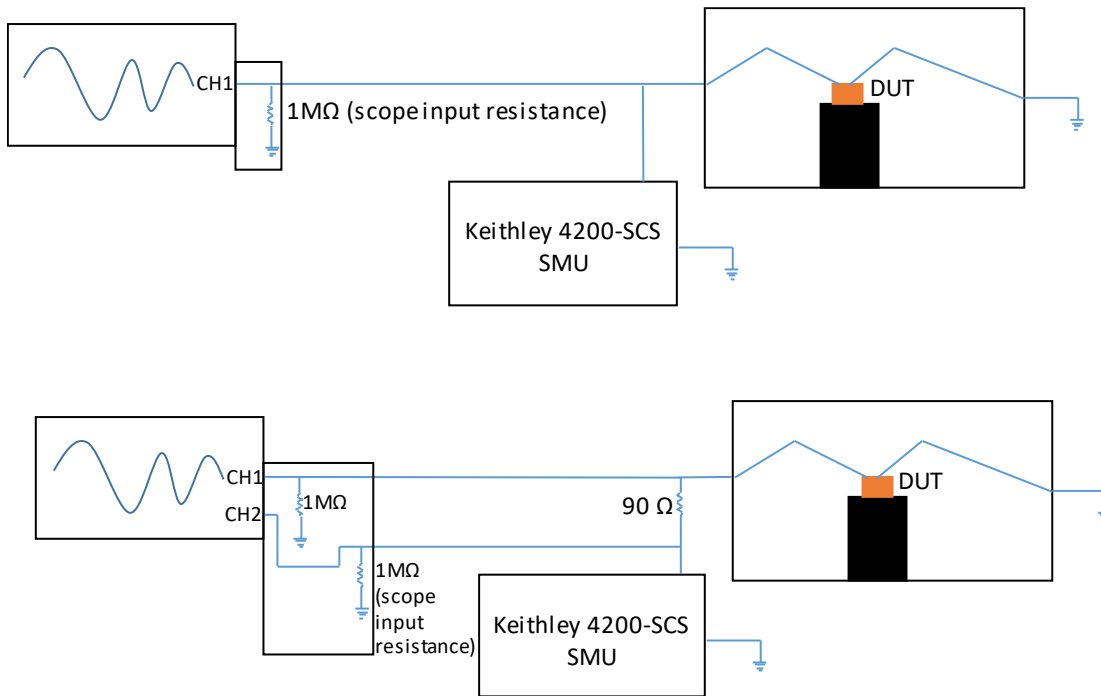 CH1
1MΩ (scope input resistance)
DUT
Keithley 4200-SCS
SMU
CH1
CH2
1MΩ
1MΩ
(scope
input
resistance)
90 Ω
DUT
Keithley 4200-SCS
SMU